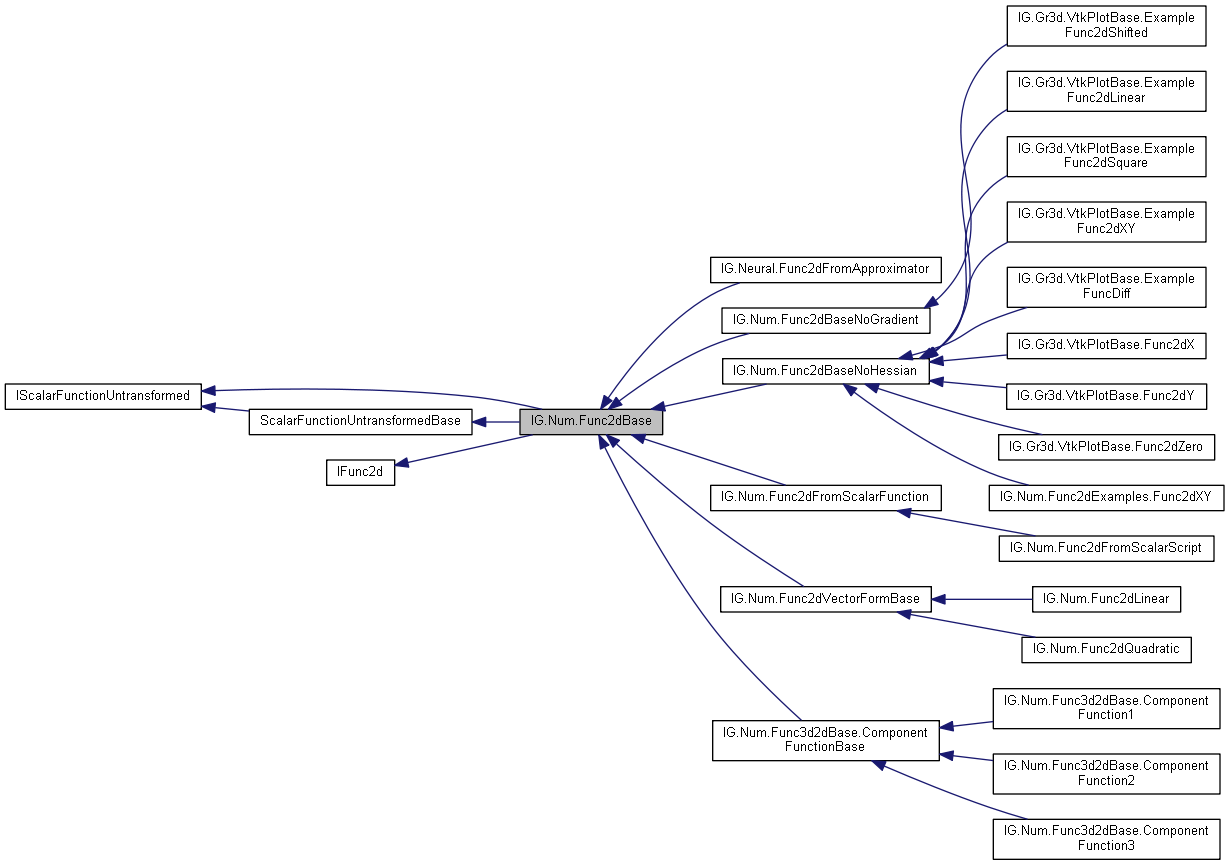 IScalarFunctionUntransformed
ScalarFunctionUntransformedBase
IFunc2d
IG.Num.Func2dBase
IG.Neural.Func2dFromApproximator
IG.Num.Func2dBaseNoGradient
IG.Num.Func2dBaseNoHessian
IG.Num.Func2dFromScalarFunction
IG.Num.Func2dVectorFormBase
IG.Num.Func3d2dBase.Component
FunctionBase
IG.Gr3d.VtkPlotBase.Example
Func2dShifted
IG.Gr3d.VtkPlotBase.Example
Func2dLinear
IG.Gr3d.VtkPlotBase.Example
Func2dSquare
IG.Gr3d.VtkPlotBase.Example
Func2dXY
IG.Gr3d.VtkPlotBase.Example
FuncDiff
IG.Gr3d.VtkPlotBase.Func2dX
IG.Gr3d.VtkPlotBase.Func2dY
IG.Gr3d.VtkPlotBase.Func2dZero
IG.Num.Func2dExamples.Func2dXY
IG.Num.Func2dFromScalarScript
IG.Num.Func2dLinear
IG.Num.Func2dQuadratic
IG.Num.Func3d2dBase.Component
Function1
IG.Num.Func3d2dBase.Component
Function2
IG.Num.Func3d2dBase.Component
Function3